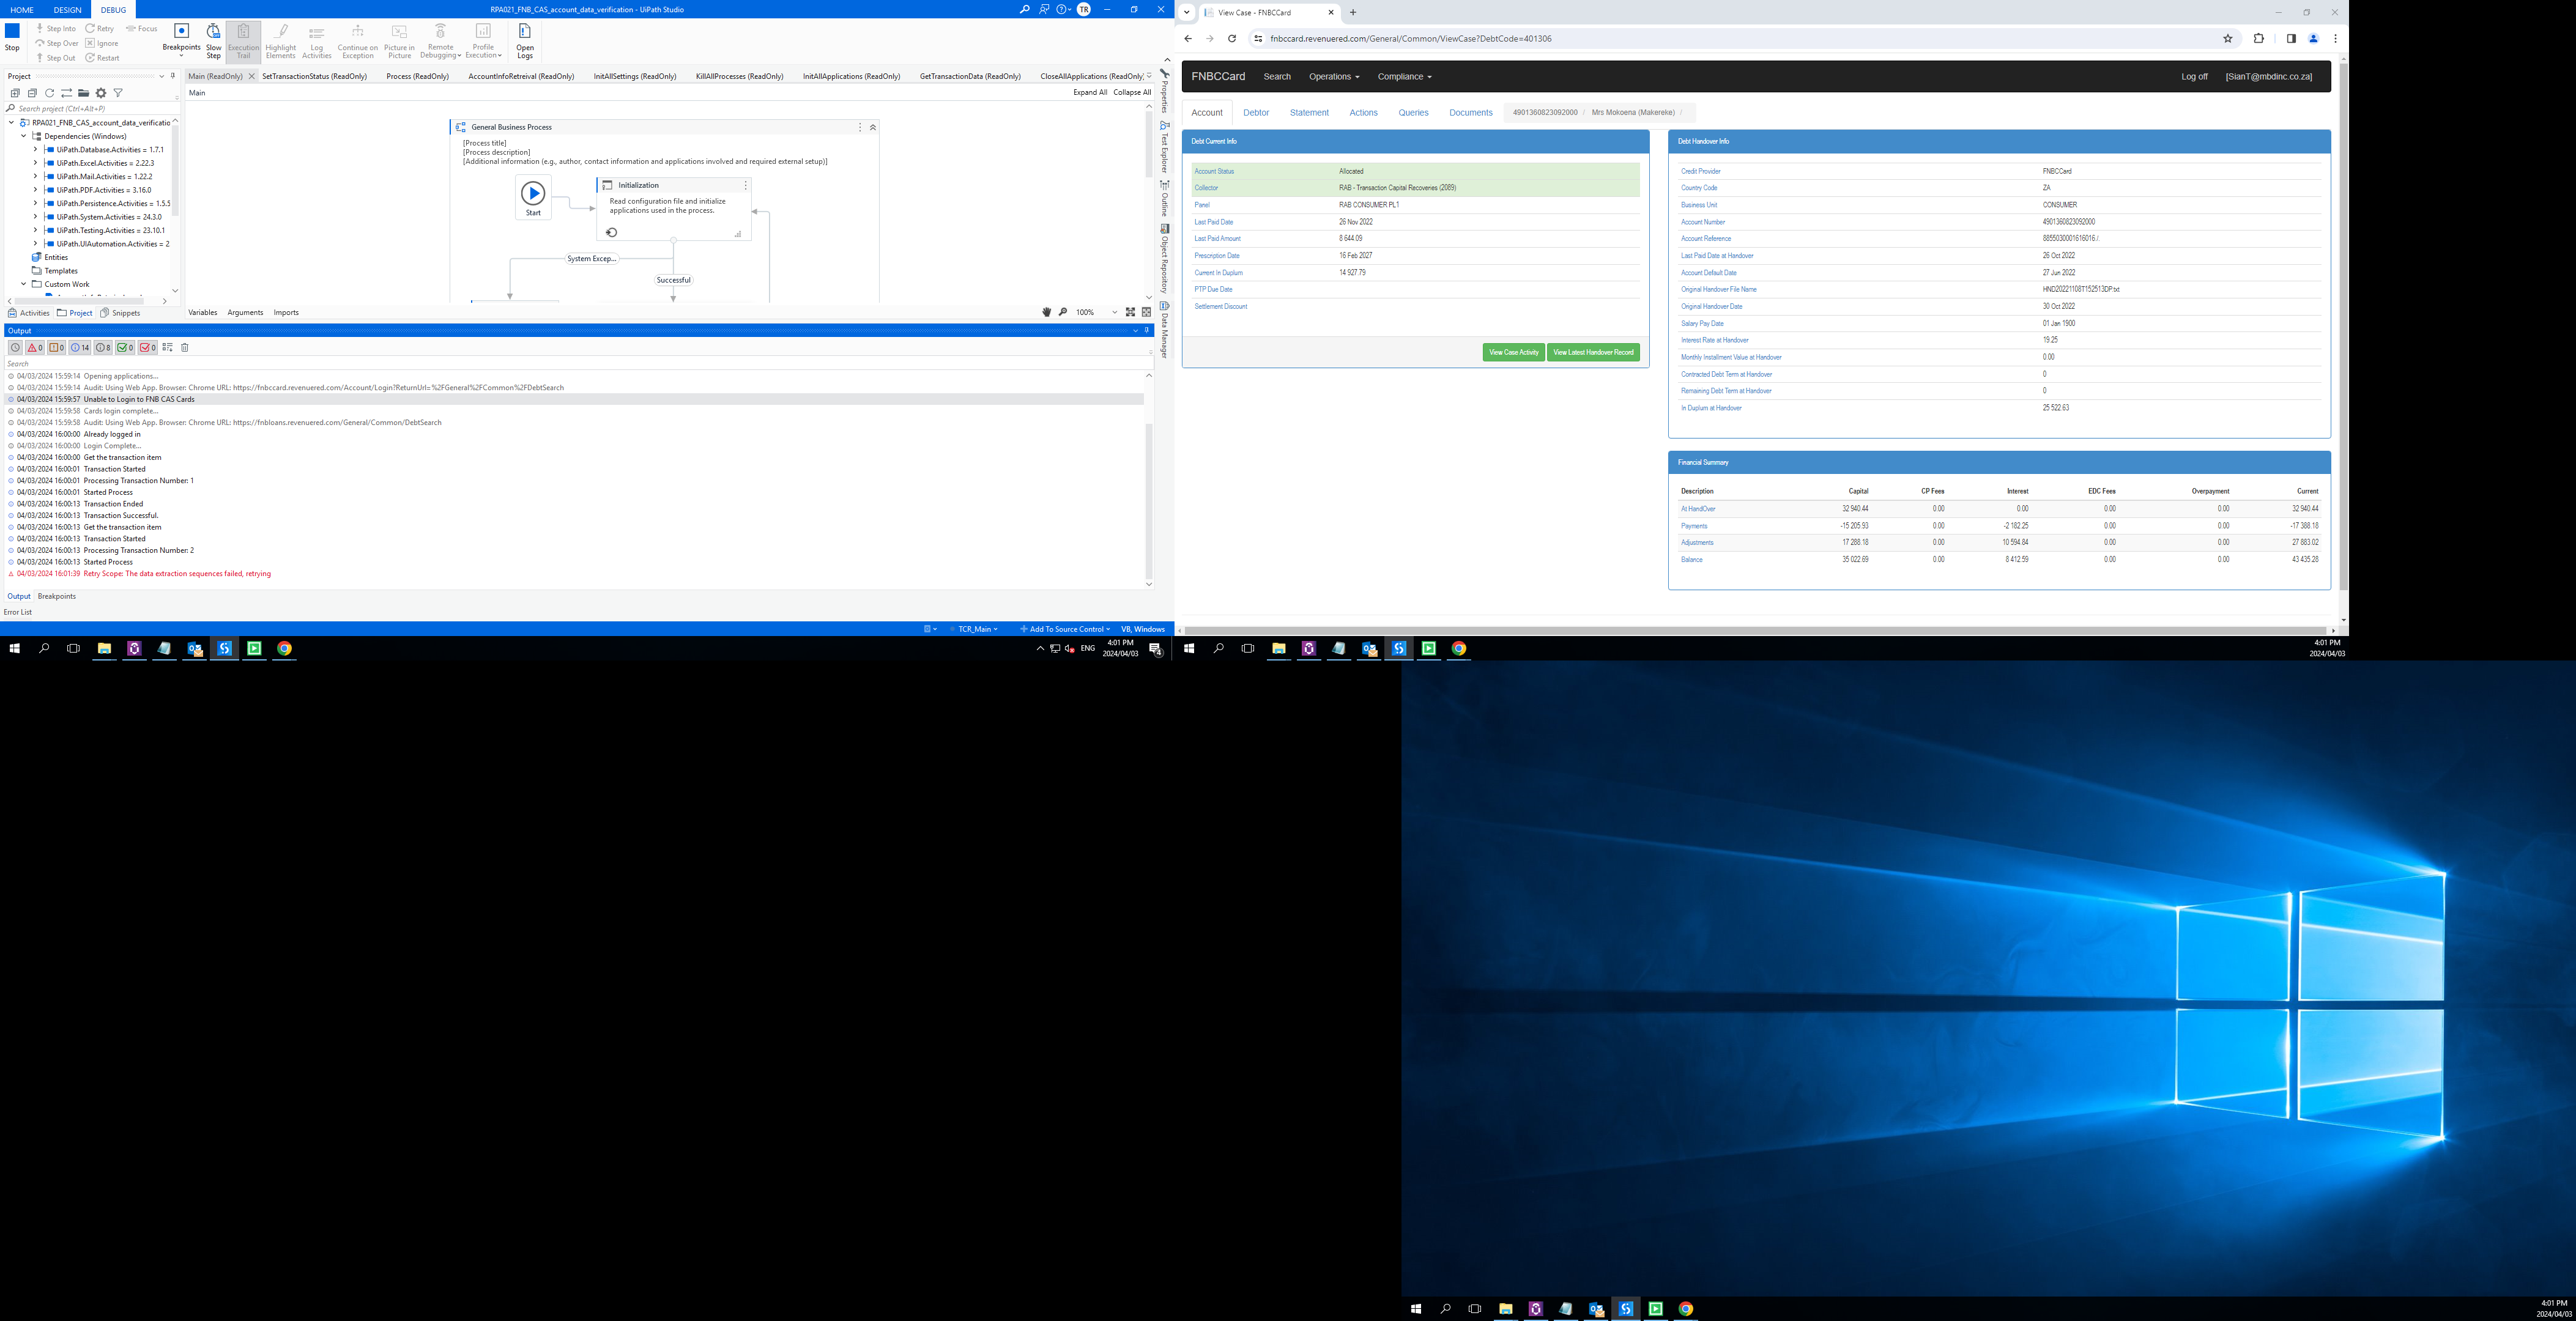 HOME DESIGN DEBUG
RPA021_FNB_CAS_account_data_verification - UiPath Studio
TR
Stop
Step Into Retry Focus
Step Over Ignore
Step Out Restart
Breakpoints
Slow Step
Execution Trail
Highlight Elements
Log Activities
Continue on Exception
Picture in Picture
Remote Debugging
Profile Execution
Open Logs
Project
Search project (Ctrl+Alt+P)
RPA021_FNB_CAS_account_data_verificatio
Dependencies (Windows)
UiPath.Database.Activities = 1.7.1
UiPath.Excel.Activities = 2.22.3
UiPath.Mail.Activities = 1.22.2
UiPath.PDF.Activities = 3.16.0
UiPath.Persistence.Activities = 1.5.5
UiPath.System.Activities = 24.3.0
UiPath.Testing.Activities = 23.10.1
UiPath.UIAutomation.Activities = 2
Entities
Templates
Custom Work
Activities Project Snippets
Main (ReadOnly) SetTransactionStatus (ReadOnly) Process (ReadOnly) AccountInfoRetreival (ReadOnly) InitAllSettings (ReadOnly) KillAllProcesses (ReadOnly) InitAllApplications (ReadOnly) GetTransactionData (ReadOnly) CloseAllApplications (ReadOnly)
Main
Expand All Collapse All
General Business Process
[Process title]
[Process description]
[Additional information (e.g., author, contact information and applications involved and required external setup)]
Start
Initialization
Read configuration file and initialize
applications used in the process.
System Excep...
Successful
Variables Arguments Imports
100%
Properties
Test Explorer
Outline
Object Repository
Data Manager
Output
0 0 14 8 0 0
Search
04/03/2024 15:59:14 Opening applications...
04/03/2024 15:59:14 Audit: Using Web App. Browser: Chrome URL: https://fnbccard.revenuered.com/Account/Login?ReturnUrl=%2FGeneral%2FCommon%2FDebtSearch
04/03/2024 15:59:57 Unable to Login to FNB CAS Cards
04/03/2024 15:59:58 Cards login complete...
04/03/2024 15:59:58 Audit: Using Web App. Browser: Chrome URL: https://fnbloans.revenuered.com/General/Common/DebtSearch
04/03/2024 16:00:00 Already logged in
04/03/2024 16:00:00 Login Complete...
04/03/2024 16:00:00 Get the transaction item
04/03/2024 16:00:01 Transaction Started
04/03/2024 16:00:01 Processing Transaction Number: 1
04/03/2024 16:00:01 Started Process
04/03/2024 16:00:13 Transaction Ended
04/03/2024 16:00:13 Transaction Successful.
04/03/2024 16:00:13 Get the transaction item
04/03/2024 16:00:13 Transaction Started
04/03/2024 16:00:13 Processing Transaction Number: 2
04/03/2024 16:00:13 Started Process
04/03/2024 16:01:39 Retry Scope: The data extraction sequences failed, retrying
Output Breakpoints
Error List
TCR_Main Add To Source Control VB, Windows
ENG
4:01 PM
2024/04/03
4
View Case - FNBCCard
fnbccard.revenuered.com/General/Common/ViewCase?DebtCode=401306
FNBCCard Search Operations Compliance Log off [SianT@mbdinc.co.za]
Account Debtor Statement Actions Queries Documents 4901360823092000 / Mrs Mokoena (Makereke) /
Debt Current Info
Account Status Allocated
Collector RAB - Transaction Capital Recoveries (2089)
Panel RAB CONSUMER PL1
Last Paid Date 26 Nov 2022
Last Paid Amount 8 644.09
Prescription Date 16 Feb 2027
Current In Duplum 14 927.79
PTP Due Date
Settlement Discount
View Case Activity View Latest Handover Record
Debt Handover Info
Credit Provider FNBCCard
Country Code ZA
Business Unit CONSUMER
Account Number 4901360823092000
Account Reference 8855030001616016 /
Last Paid Date at Handover 26 Oct 2022
Account Default Date 27 Jun 2022
Original Handover File Name HND20221108T152513DP.txt
Original Handover Date 30 Oct 2022
Salary Pay Date 01 Jan 1900
Interest Rate at Handover 19.25
Monthly Installment Value at Handover 0.00
Contracted Debt Term at Handover 0
Remaining Debt Term at Handover 0
In Duplum at Handover 25 522.63
Financial Summary
Description Capital CP Fees Interest EDC Fees Overpayment Current
At HandOver 32 940.44 0.00 0.00 0.00 0.00 32 940.44
Payments -15 205.93 0.00 -2 182.25 0.00 0.00 -17 388.18
Adjustments 17 288.18 0.00 10 594.84 0.00 0.00 27 883.02
Balance 35 022.69 0.00 8 412.59 0.00 0.00 43 435.28
4:01 PM
2024/04/03
4:01 PM
2024/04/03